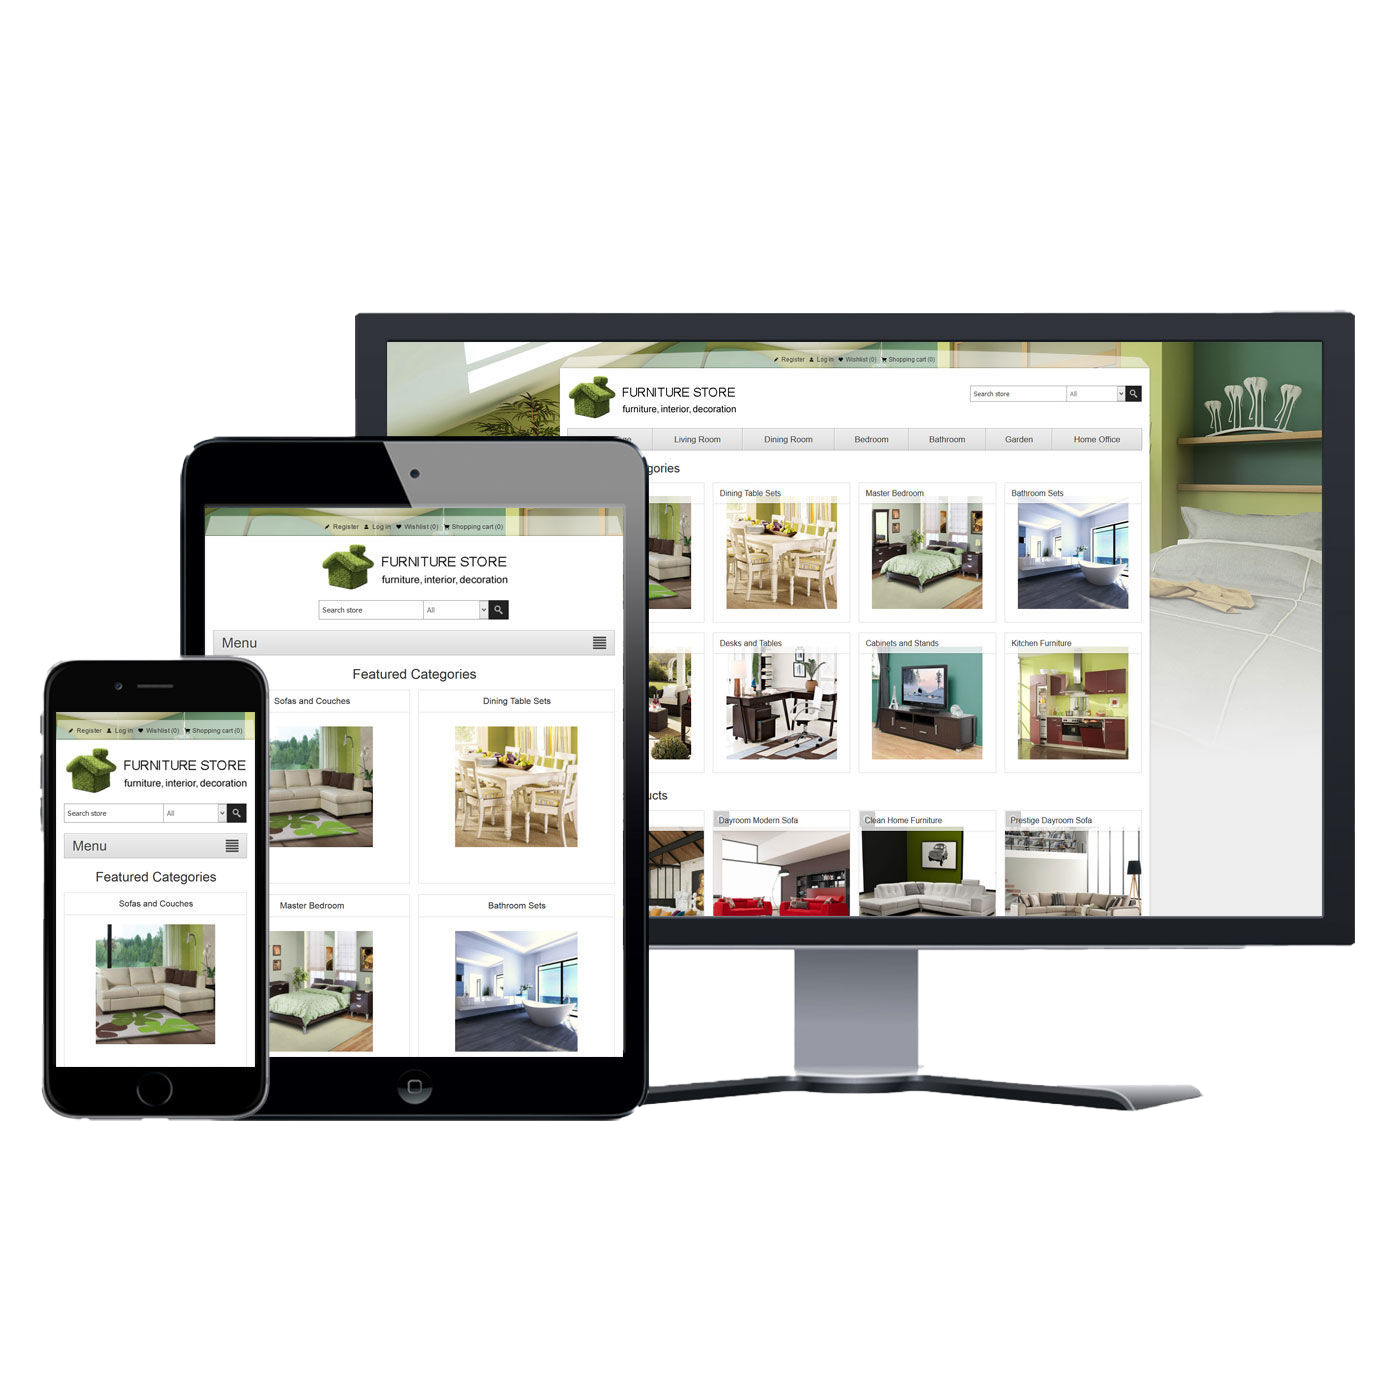 Register Log in Wishlist (0) Shopping cart (0)
FURNITURE STORE
furniture, interior, decoration
Search store All
Living Room Dining Room Bedroom Bathroom Garden Home Office
Dining Table Sets Master Bedroom Bathroom Sets
Desks and Tables Cabinets and Stands Kitchen Furniture
Dayroom Modern Sofa Clean Home Furniture Prestige Dayroom Sofa
Register Log in Wishlist (0) Shopping cart (0)
FURNITURE STORE
furniture, interior, decoration
Search store All
Menu
Featured Categories
Sofas and Couches Dining Table Sets
Master Bedroom Bathroom Sets
Register Log in Wishlist (0) Shopping cart (0)
FURNITURE STORE
furniture, interior, decoration
Search store All
Menu
Featured Categories
Sofas and Couches